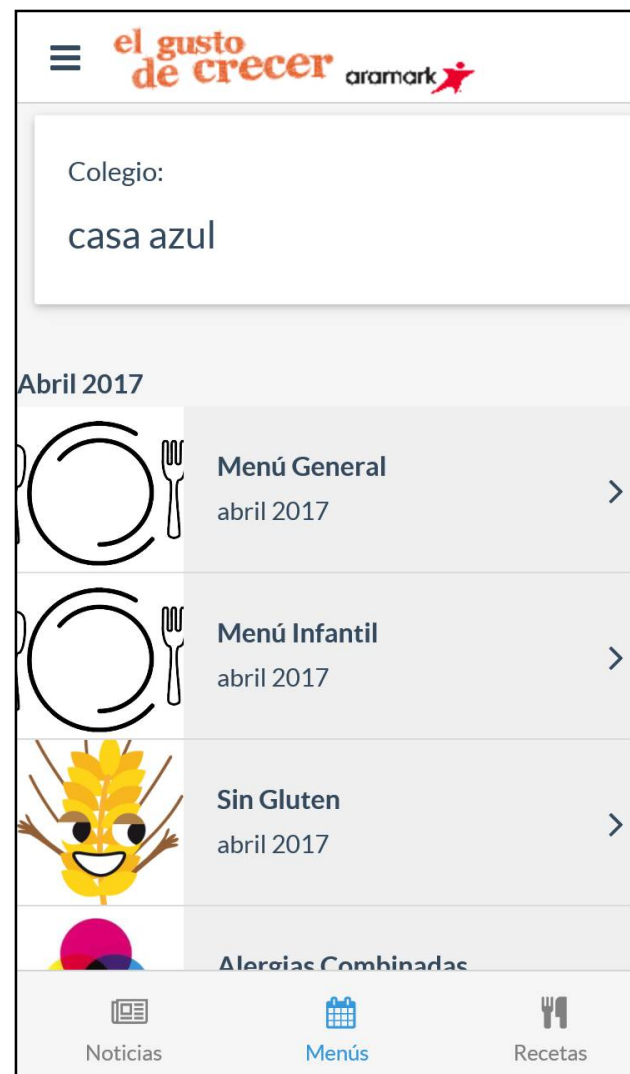 el gusto
de crecer
aramark
Colegio:
casa azul
Abril 2017
Menú General
abril 2017
Menú Infantil
abril 2017
Sin Gluten
abril 2017
Alergias Combinadas
Noticias
Menús
Recetas